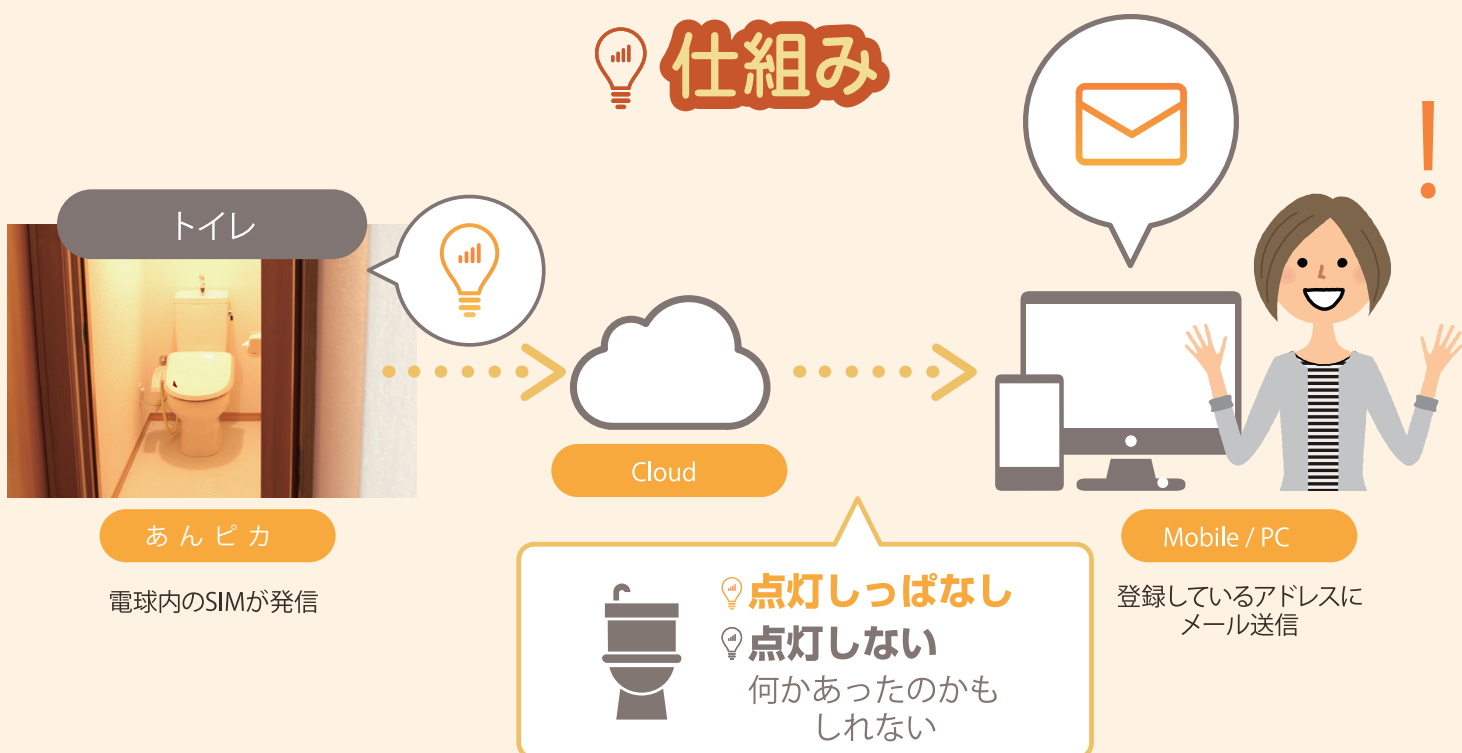 仕組み
トイレ
あんピカ
電球内のSIMが発信
Cloud
点灯しっぱなし
点灯しない
何かあったのかも
しれない
Mobile / PC
登録しているアドレスに
メール送信
!